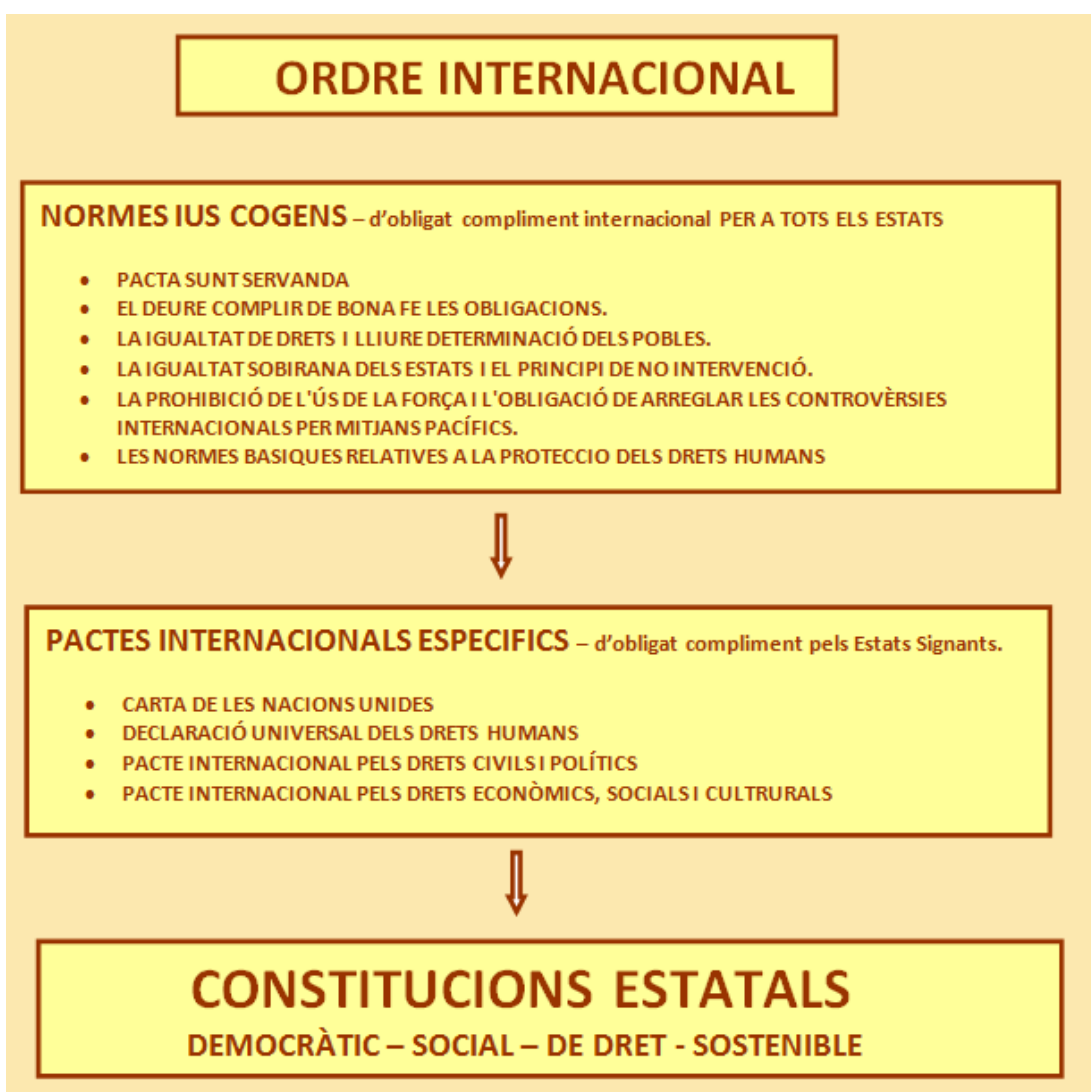 ORDRE INTERNACIONAL
NORMES IUS COGENS – d'obligat compliment internacional PER A TOTS ELS ESTATS
• PACTA SUNT SERVANDA
• EL DEURE COMPLIR DE BONA FE LES OBLIGACIONS.
• LA IGUALTAT DE DRETS I LLIURE DETERMINACIÓ DELS POBLES.
• LA IGUALTAT SOBIRANA DELS ESTATS I EL PRINCIPI DE NO INTERVENCIÓ.
• LA PROHIBICIÓ DE L'ÚS DE LA FORÇA I L'OBLIGACIÓ DE ARREGLAR LES CONTROVÈRSIES
INTERNACIONALS PER MITJANS PACÍFICS.
• LES NORMES BASIQUES RELATIVES A LA PROTECCIO DELS DRETS HUMANS
PACTES INTERNACIONALS ESPECIFICS – d'obligat compliment pels Estats Signants.
• CARTA DE LES NACIONS UNIDES
• DECLARACIÓ UNIVERSAL DELS DRETS HUMANS
• PACTE INTERNACIONAL PELS DRETS CIVILS I POLÍTICS
• PACTE INTERNACIONAL PELS DRETS ECONÒMICS, SOCIALS I CULTRURALS
CONSTITUCIONS ESTATALS
DEMOCRÀTIC – SOCIAL – DE DRET - SOSTENIBLE